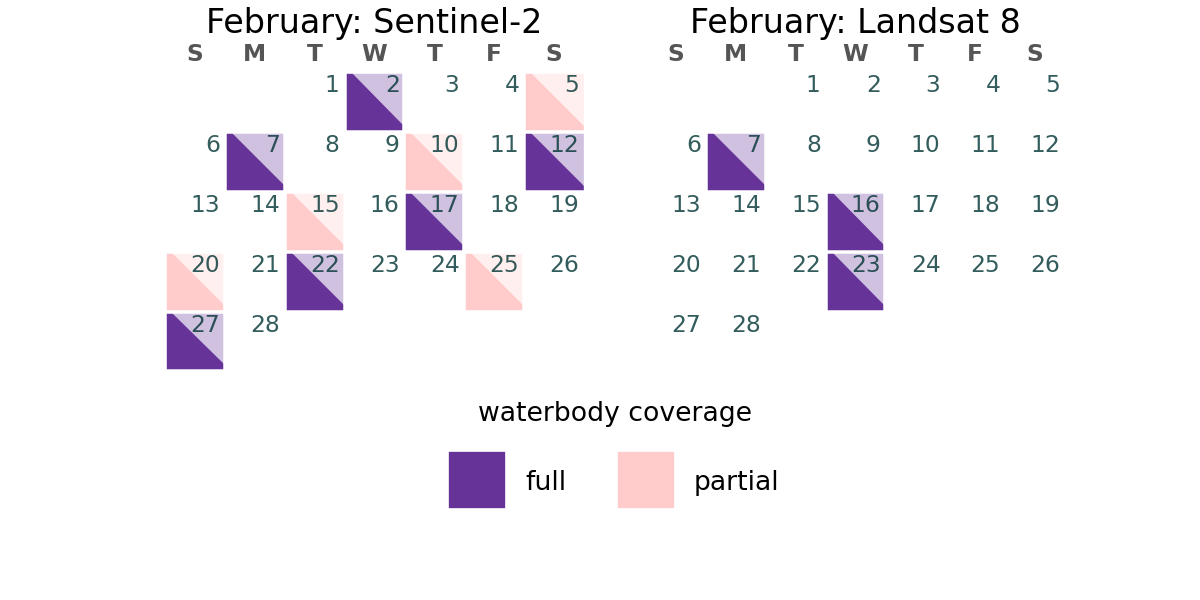 February: Sentinel-2
S M T W T F S
1 2 3 4 5
6 7 8 9 10 11 12
13 14 15 16 17 18 19
20 21 22 23 24 25 26
27 28
February: Landsat 8
S M T W T F S
1 2 3 4 5
6 7 8 9 10 11 12
13 14 15 16 17 18 19
20 21 22 23 24 25 26
27 28
waterbody coverage
full partial